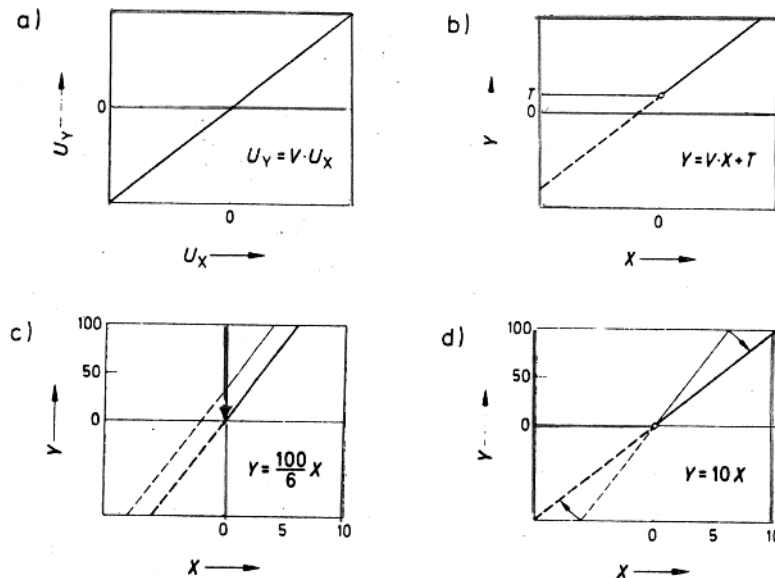 a)
0
U_Y
U_Y = V · U_X
0
U_X
b)
T
0
Y
Y = V · X + T
0
X
c)
100
50
0
Y
Y = 100/6 X
0 5 10
X
d)
100
50
0
Y
Y = 10 X
0 5 10
X